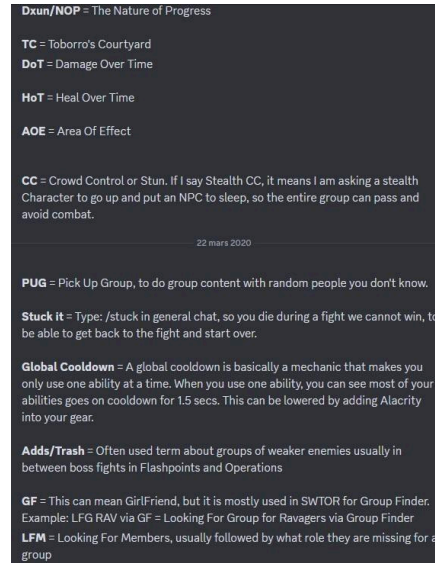 Dxun/NOP = The Nature of Progress
TC = Toborro's Courtyard
DoT = Damage Over Time
HoT = Heal Over Time
AOE = Area Of Effect
CC = Crowd Control or Stun. If I say Stealth CC, it means I am asking a stealth
Character to go up and put an NPC to sleep, so the entire group can pass and
avoid combat.
22 mars 2020
PUG = Pick Up Group, to do group content with random people you don't know.
Stuck it = Type: /stuck in general chat, so you die during a fight we cannot win, to
be able to get back to the fight and start over.
Global Cooldown = A global cooldown is basically a mechanic that makes you
only use one ability at a time. When you use one ability, you can see most of your
abilities goes on cooldown for 1.5 secs. This can be lowered by adding Alacrity
into your gear.
Adds/Trash = Often used term about groups of weaker enemies usually in
between boss fights in Flashpoints and Operations
GF = This can mean GirlFriend, but it is mostly used in SWTOR for Group Finder.
Example: LFG RAV via GF = Looking For Group for Ravagers via Group Finder
LFM = Looking For Members, usually followed by what role they are missing for a
group